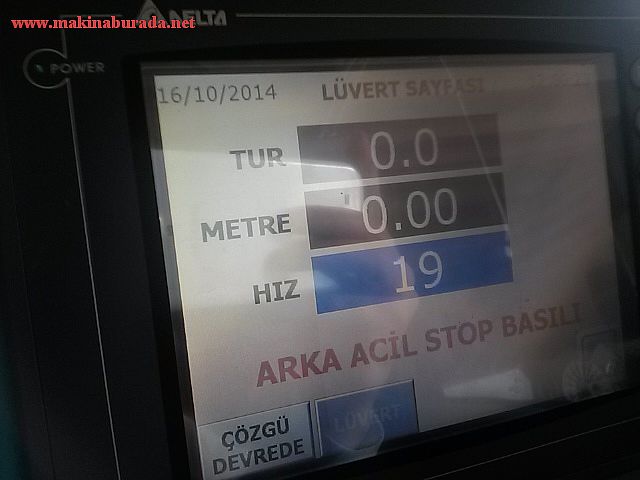 www.makinaburada.net
DELTA
POWER
16/10/2014 LÜVERT SAYFASI
TUR 0.0
METRE 0.00
HIZ 19
ARKA ACİL STOP BASILI
ÇÖZGÜ
DEVREDE
LÜVERT